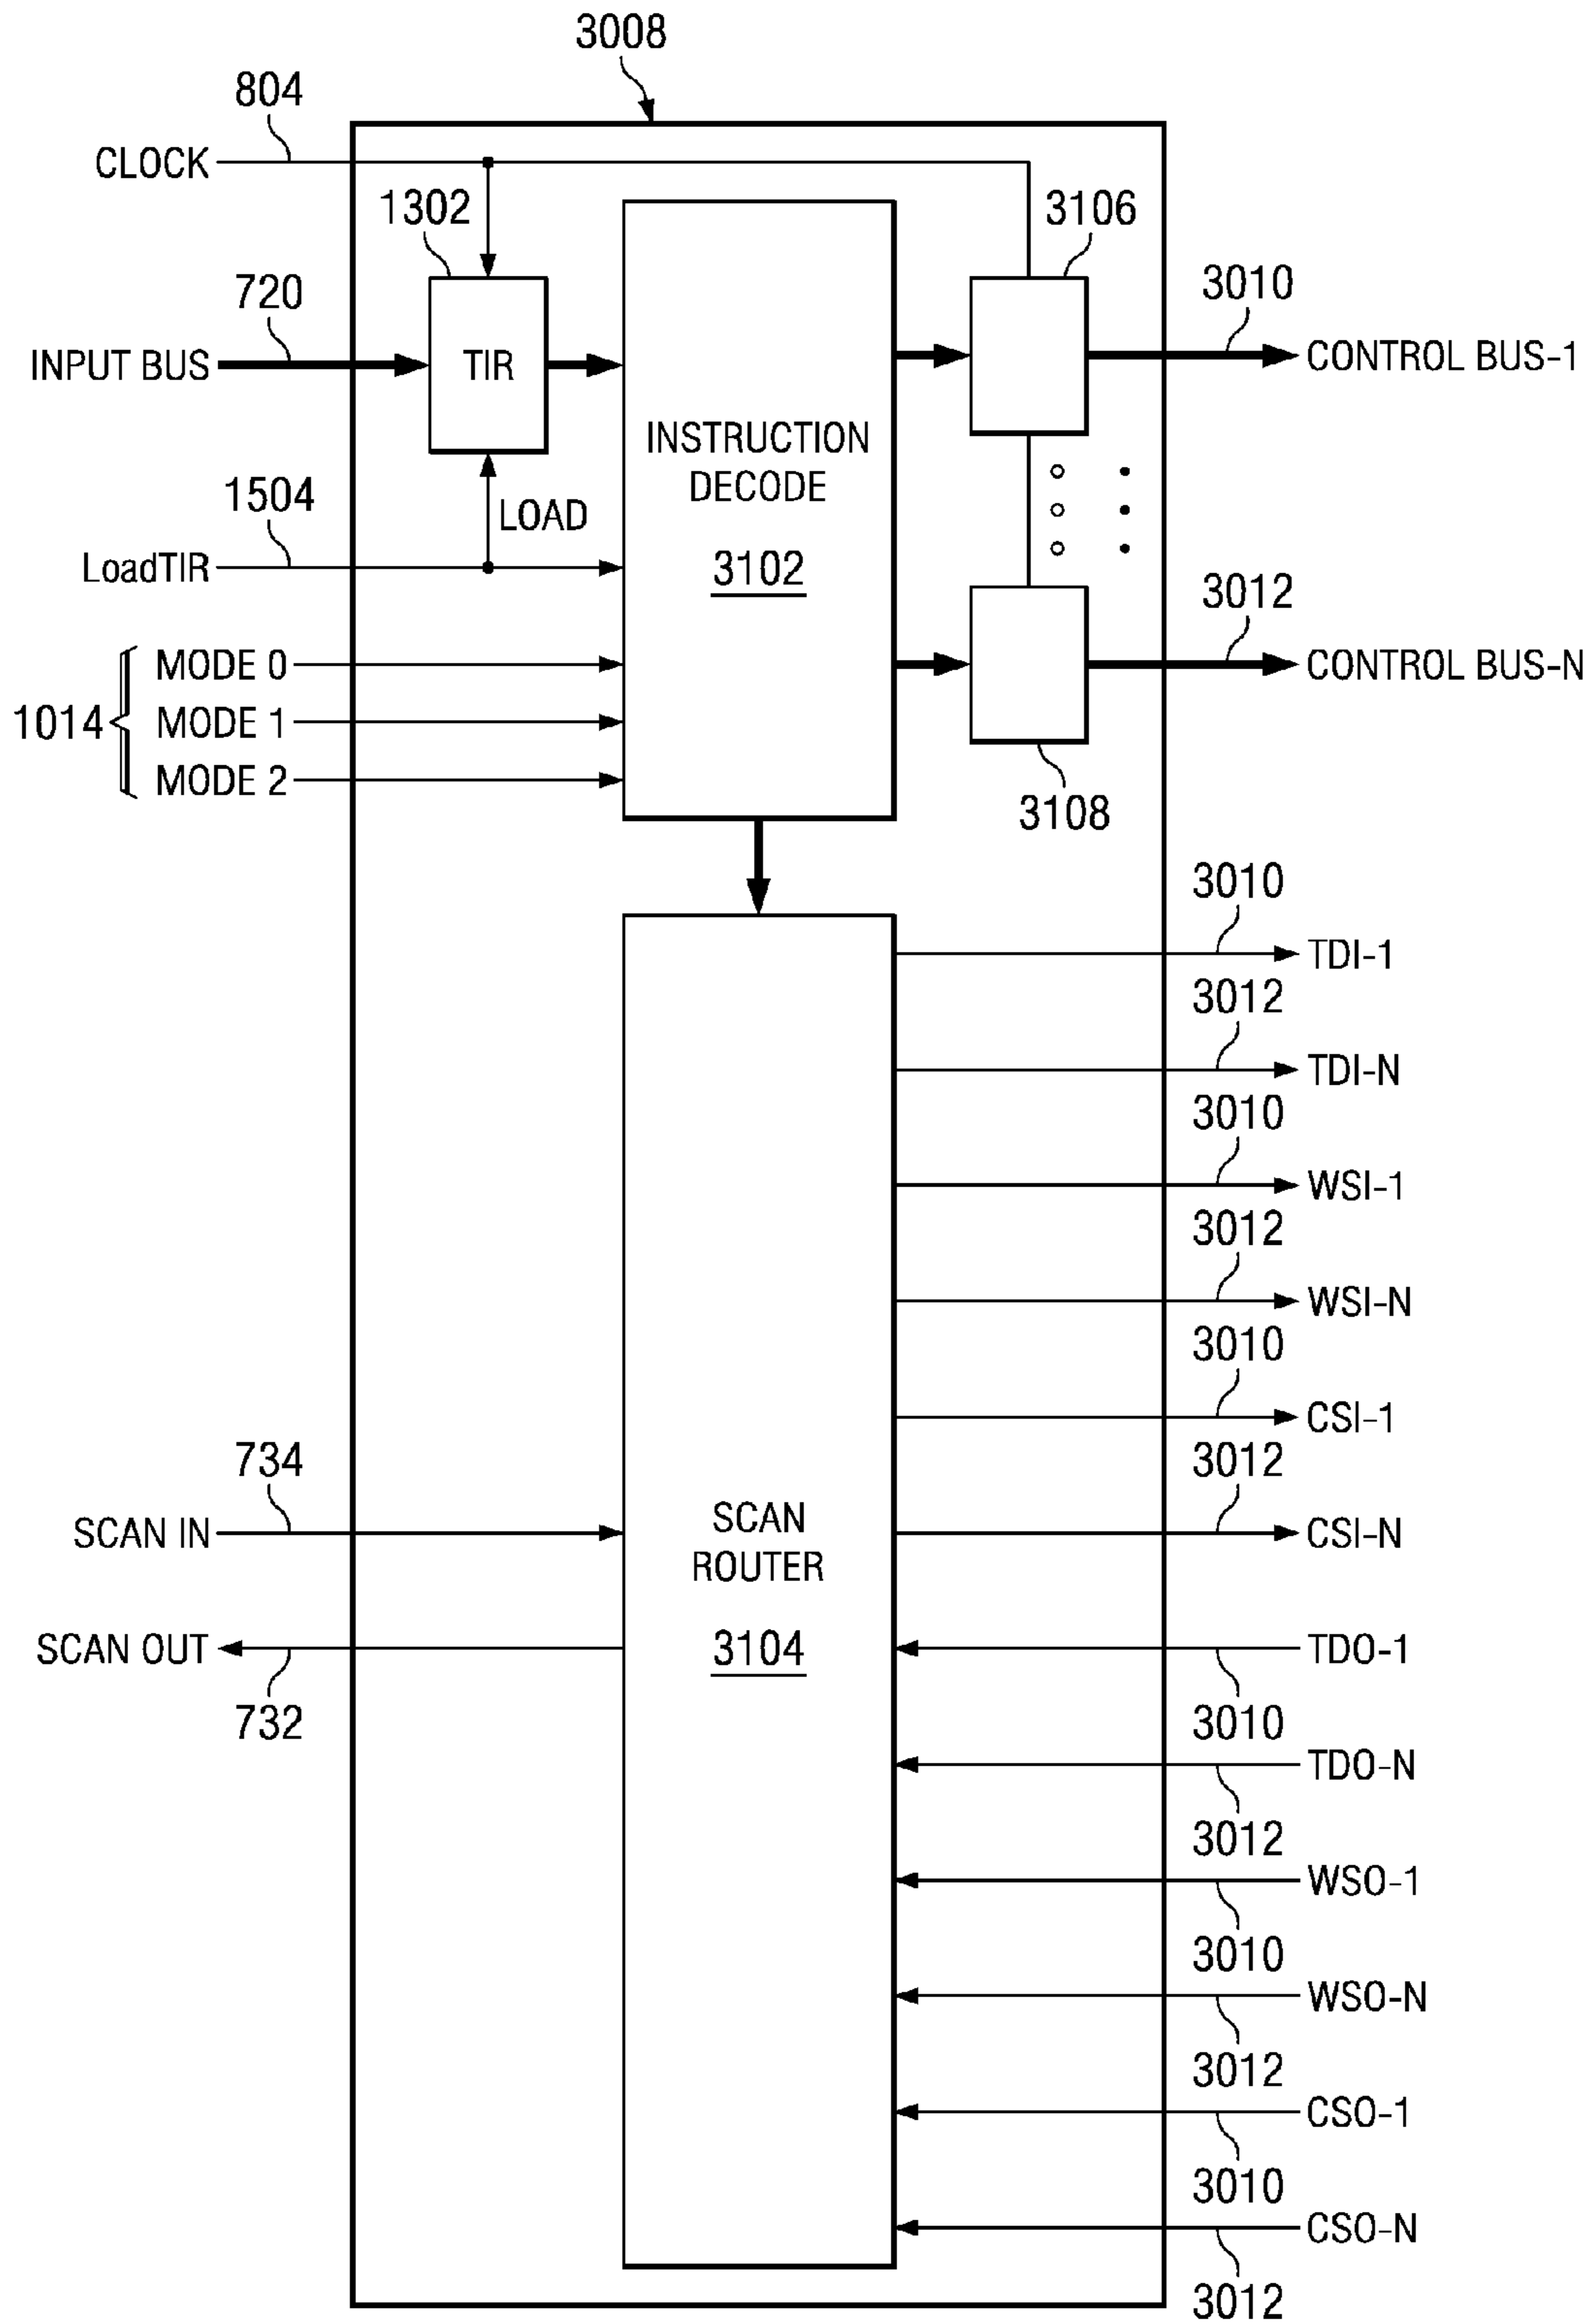 3008
804
CLOCK
1302
3106
720
3010
INPUT BUS
TIR
CONTROL BUS-1
INSTRUCTION
DECODE
3102
1504
LOAD
LoadTIR
3012
1014
MODE 0
MODE 1
MODE 2
CONTROL BUS-N
3108
3010
TDI-1
3012
TDI-N
3010
WSI-1
3012
WSI-N
3010
CSI-1
734
3012
SCAN IN
SCAN
ROUTER
3104
CSI-N
SCAN OUT
732
TDO-1
3010
TDO-N
3012
WSO-1
3010
WSO-N
3012
CSO-1
3010
CSO-N
3012